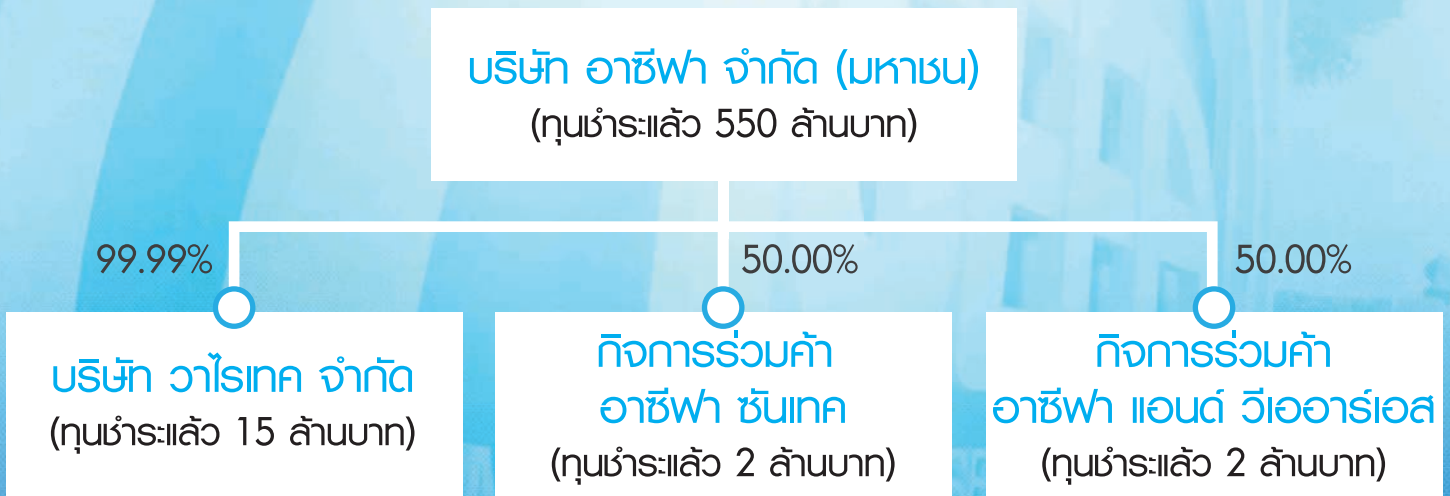 บริษัท อาซีฟา จำกัด (มหาชน)
(ทุนชำระแล้ว 550 ล้านบาท)
99.99%
50.00%
50.00%
บริษัท วาไรเทค จำกัด
(ทุนชำระแล้ว 15 ล้านบาท)
กิจการร่วมค้า
อาซีฟา ซันเทค
(ทุนชำระแล้ว 2 ล้านบาท)
กิจการร่วมค้า
อาซีฟา แอนด์ วีเออาร์เอส
(ทุนชำระแล้ว 2 ล้านบาท)